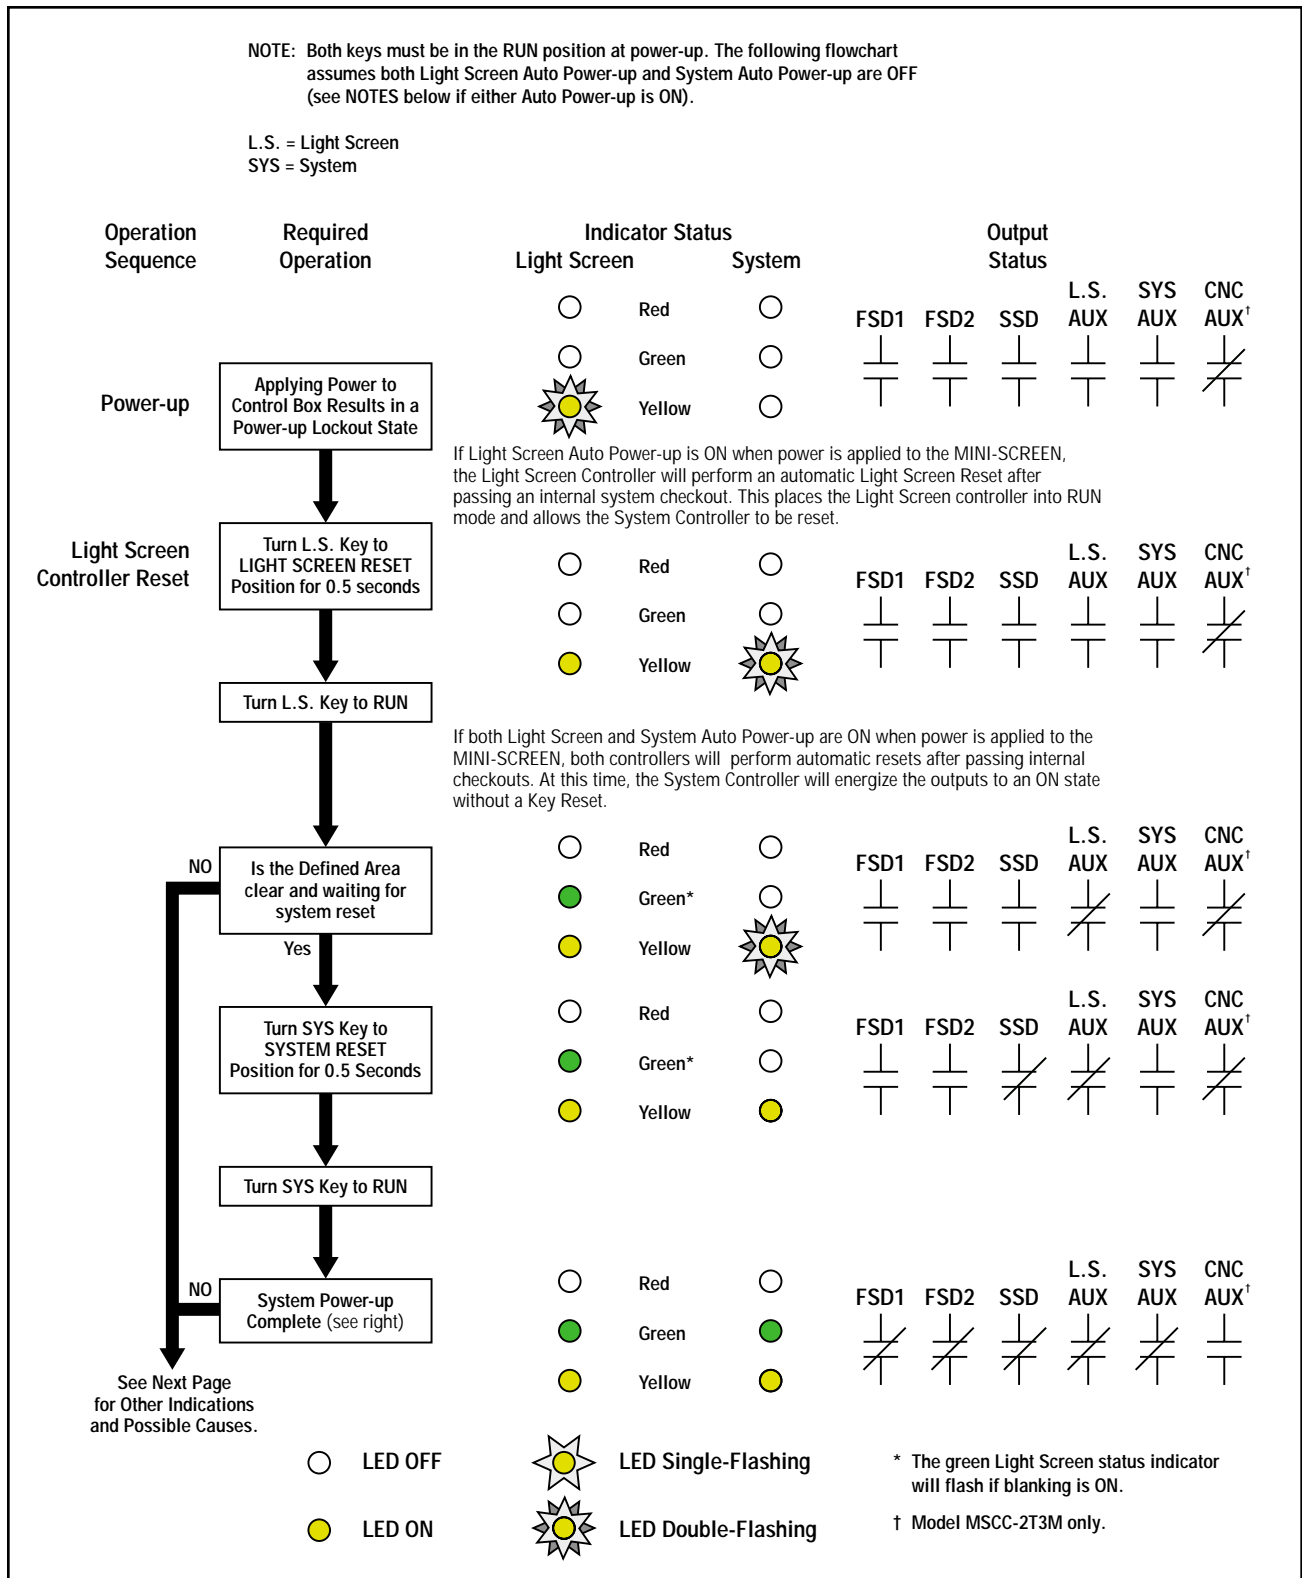 NOTE: Both keys must be in the RUN position at power-up. The following flowchart
assumes both Light Screen Auto Power-up and System Auto Power-up are OFF
(see NOTES below if either Auto Power-up is ON).
L.S. = Light Screen
SYS = System
Operation
Sequence
Required
Operation
Indicator Status
Light Screen
System
Output
Status
Power-up
Applying Power to
Control Box Results in a
Power-up Lockout State
Red
Green
Yellow
FSD1 FSD2 SSD L.S. AUX SYS AUX CNC AUX†
If Light Screen Auto Power-up is ON when power is applied to the MINI-SCREEN,
the Light Screen Controller will perform an automatic Light Screen Reset after
passing an internal system checkout. This places the Light Screen controller into RUN
mode and allows the System Controller to be reset.
Light Screen
Controller Reset
Turn L.S. Key to
LIGHT SCREEN RESET
Position for 0.5 seconds
Red
Green
Yellow
FSD1 FSD2 SSD L.S. AUX SYS AUX CNC AUX†
Turn L.S. Key to RUN
If both Light Screen and System Auto Power-up are ON when power is applied to the
MINI-SCREEN, both controllers will perform automatic resets after passing internal
checkouts. At this time, the System Controller will energize the outputs to an ON state
without a Key Reset.
NO
Is the Defined Area
clear and waiting for
system reset
Yes
Red
Green*
Yellow
FSD1 FSD2 SSD L.S. AUX SYS AUX CNC AUX†
Turn SYS Key to
SYSTEM RESET
Position for 0.5 Seconds
Red
Green*
Yellow
FSD1 FSD2 SSD L.S. AUX SYS AUX CNC AUX†
Turn SYS Key to RUN
NO
System Power-up
Complete (see right)
Red
Green
Yellow
FSD1 FSD2 SSD L.S. AUX SYS AUX CNC AUX†
See Next Page
for Other Indications
and Possible Causes.
LED OFF
LED Single-Flashing
LED ON
LED Double-Flashing
* The green Light Screen status indicator
will flash if blanking is ON.
† Model MSCC-2T3M only.